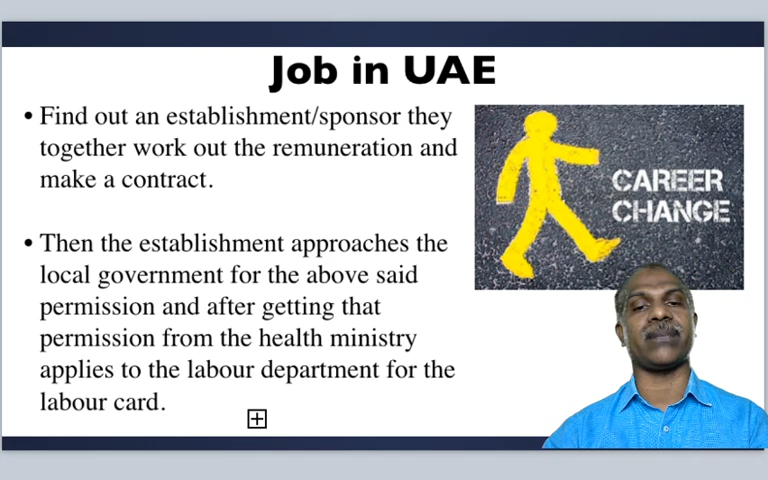 Job in UAE
• Find out an establishment/sponsor they
together work out the remuneration and
make a contract.
• Then the establishment approaches the
local government for the above said
permission and after getting that
permission from the health ministry
applies to the labour department for the
labour card.
CAREER
CHANGE